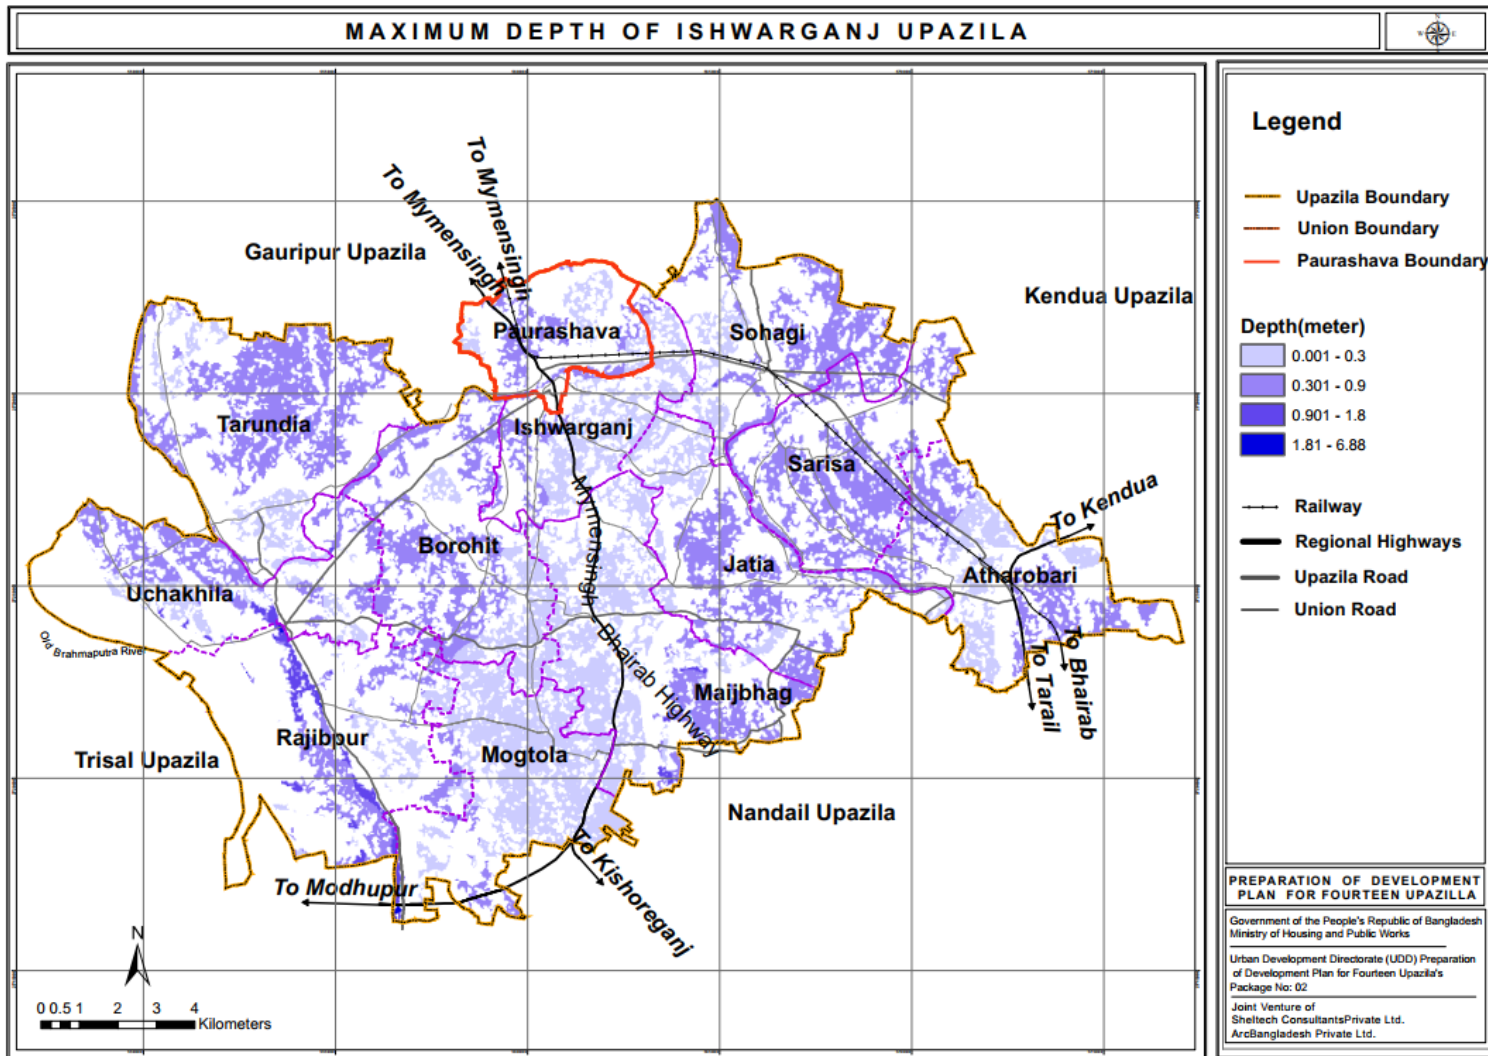 MAXIMUM DEPTH OF ISHWARGANJ UPAZILA
N
W
E
To Mymensingh
To Mymensingh
Gauripur Upazila
Kendua Upazila
Paurashava
Sohagi
Tarundia
Ishwarganj
Sarisa
To Kendua
Mymensingh
Borohit
Jatia
Atharobari
Uchakhila
Old Brahmaputra River
Bhairab Highway
To Bhairab
To Tarail
Maijbhag
Rajibpur
Mogtola
Trisal Upazila
Nandail Upazila
To Kishoreganj
To Modhupur
N
0 0.5 1 2 3 4
Kilometers
Legend
Upazila Boundary
Union Boundary
Paurashava Boundary
Depth(meter)
0.001 - 0.3
0.301 - 0.9
0.901 - 1.8
1.81 - 6.88
Railway
Regional Highways
Upazila Road
Union Road
PREPARATION OF DEVELOPMENT
PLAN FOR FOURTEEN UPAZILLA
Government of the People's Republic of Bangladesh
Ministry of Housing and Public Works
Urban Development Directorate (UDD) Preparation
of Development Plan for Fourteen Upazila's
Package No: 02
Joint Venture of
Sheltech ConsultantsPrivate Ltd.
ArcBangladesh Private Ltd.